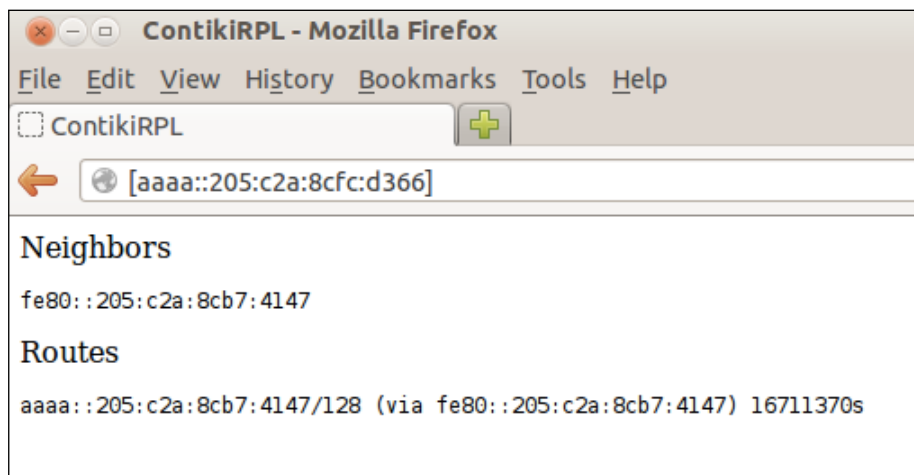 ContikiRPL - Mozilla Firefox
File Edit View History Bookmarks Tools Help
ContikiRPL
[aaaa::205:c2a:8cfc:d366]
Neighbors
fe80::205:c2a:8cb7:4147
Routes
aaaa::205:c2a:8cb7:4147/128 (via fe80::205:c2a:8cb7:4147) 16711370s